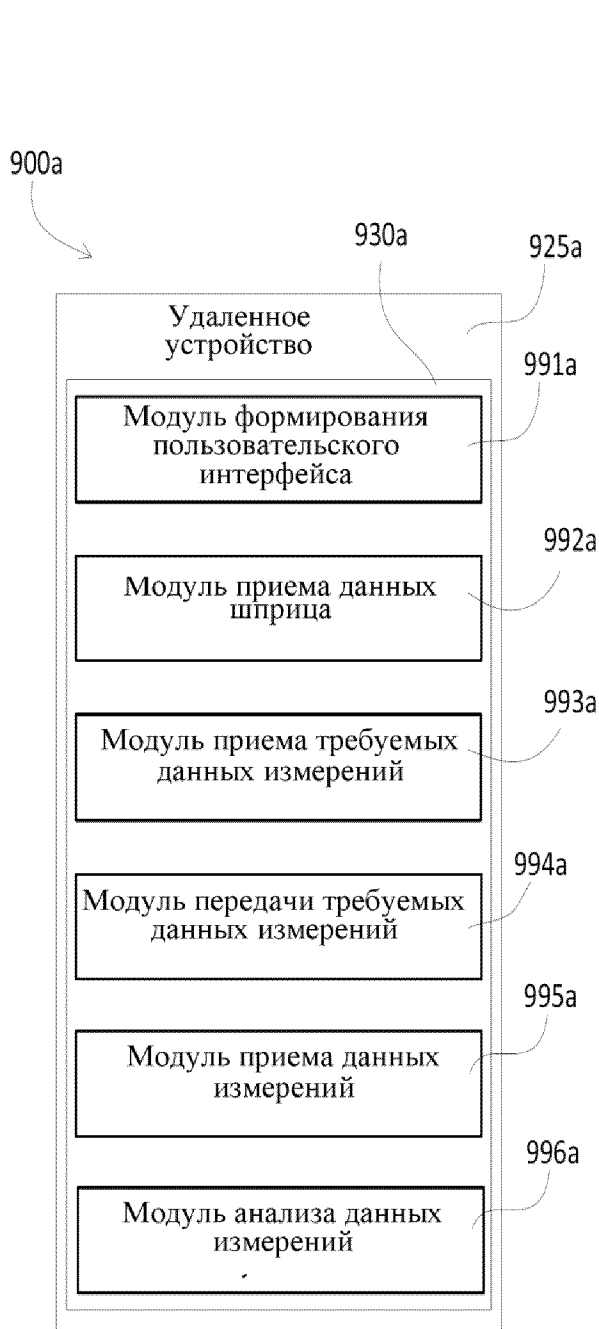 900a
930a
925a
Удаленное
устройство
991a
Модуль формирования
пользовательского
интерфейса
992a
Модуль приема данных
шприца
993a
Модуль приема требуемых
данных измерений
994a
Модуль передачи требуемых
данных измерений
995a
Модуль приема данных
измерений
996a
Модуль анализа данных
измерений